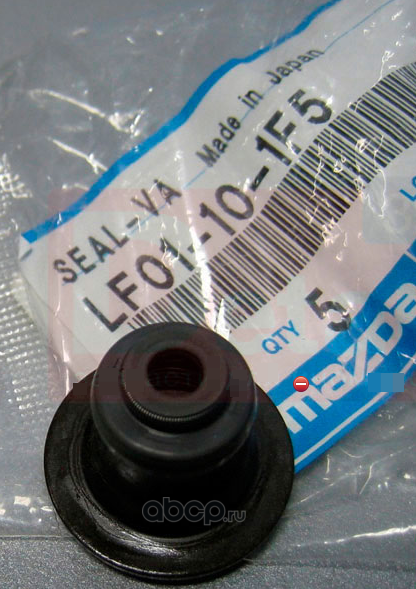 Made in Japan
SEAL-VA
LF01-10-1F5
QTY 5
mazda
abcp.ru